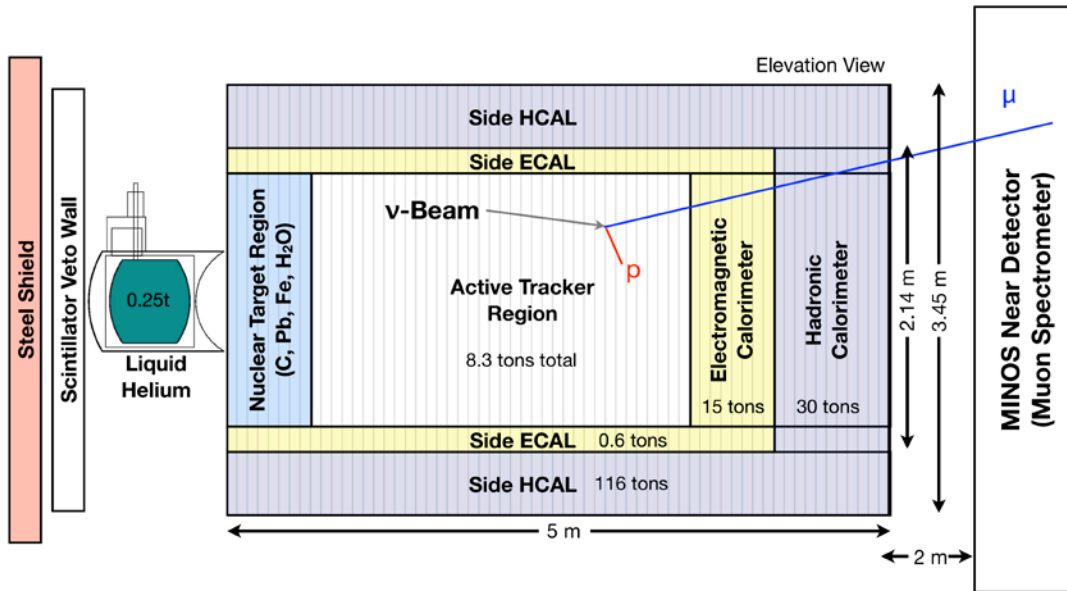 Elevation View
Steel Shield
Scintillator Veto Wall
0.25t
Liquid
Helium
Side HCAL
Side ECAL
Nuclear Target Region
(C, Pb, Fe, H₂O)
ν-Beam
p
μ
Active Tracker
Region
8.3 tons total
Electromagnetic
Calorimeter
15 tons
Hadronic
Calorimeter
30 tons
Side ECAL 0.6 tons
Side HCAL 116 tons
5 m
2.14 m
3.45 m
2 m
MINOS Near Detector
(Muon Spectrometer)